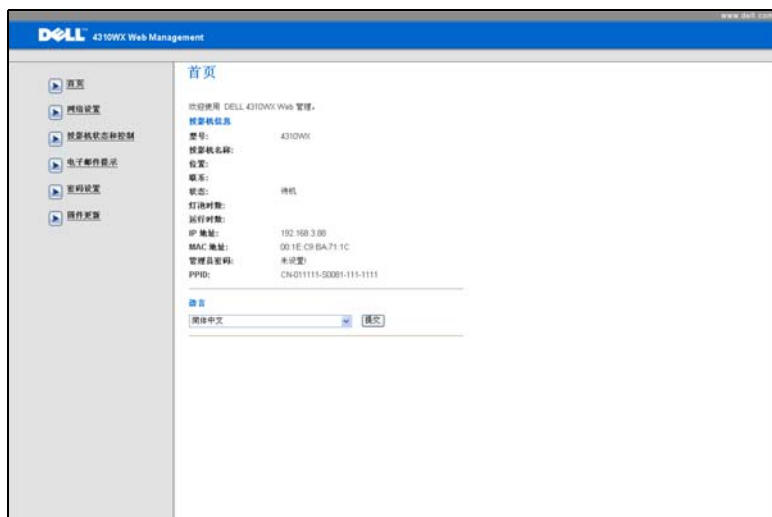 www.dell.com
DELL 4310WX Web Management
首页
网络设置
投影机状态和控制
电子邮件提示
密码设置
固件更新
首页
欢迎使用 DELL 4310WX Web 管理。
投影机信息
型号: 4310WX
投影机名称:
位置:
联系:
状态: 待机
灯泡时数:
运行时数:
IP 地址: 192.168.3.88
MAC 地址: 00:1E:C9:BA:71:1C
管理员密码: 未设置!
PPID: CN-011111-S0081-111-1111
语言
简体中文 提交